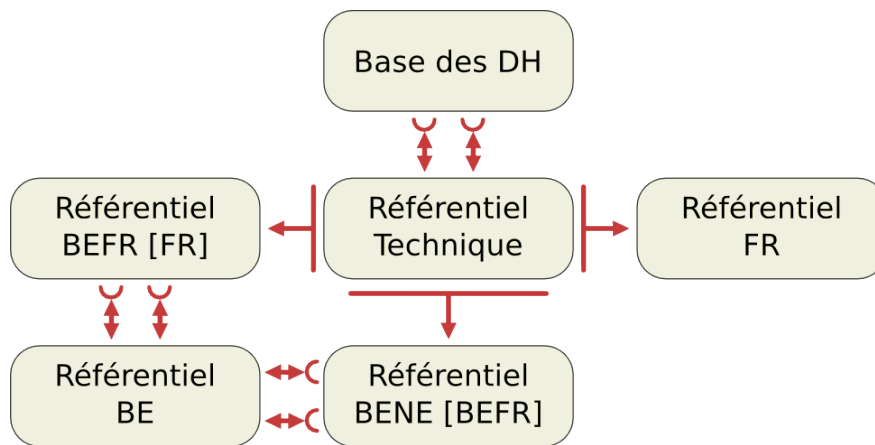 Base des DH
Référentiel
BEFR [FR]
Référentiel
Technique
Référentiel
FR
Référentiel
BE
Référentiel
BENE [BEFR]